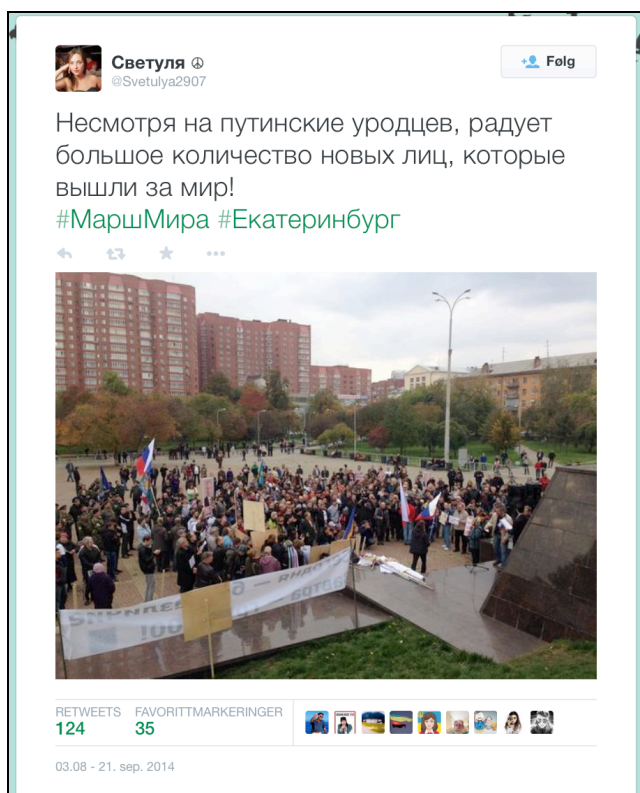 Светуля ☮
@Svetulya2907
Følg
Несмотря на путинские уродцев, радует
большое количество новых лиц, которые
вышли за мир!
#МаршМира #Екатеринбург
RETWEETS FAVORITTMARKERINGER
124 35
03.08 - 21. sep. 2014